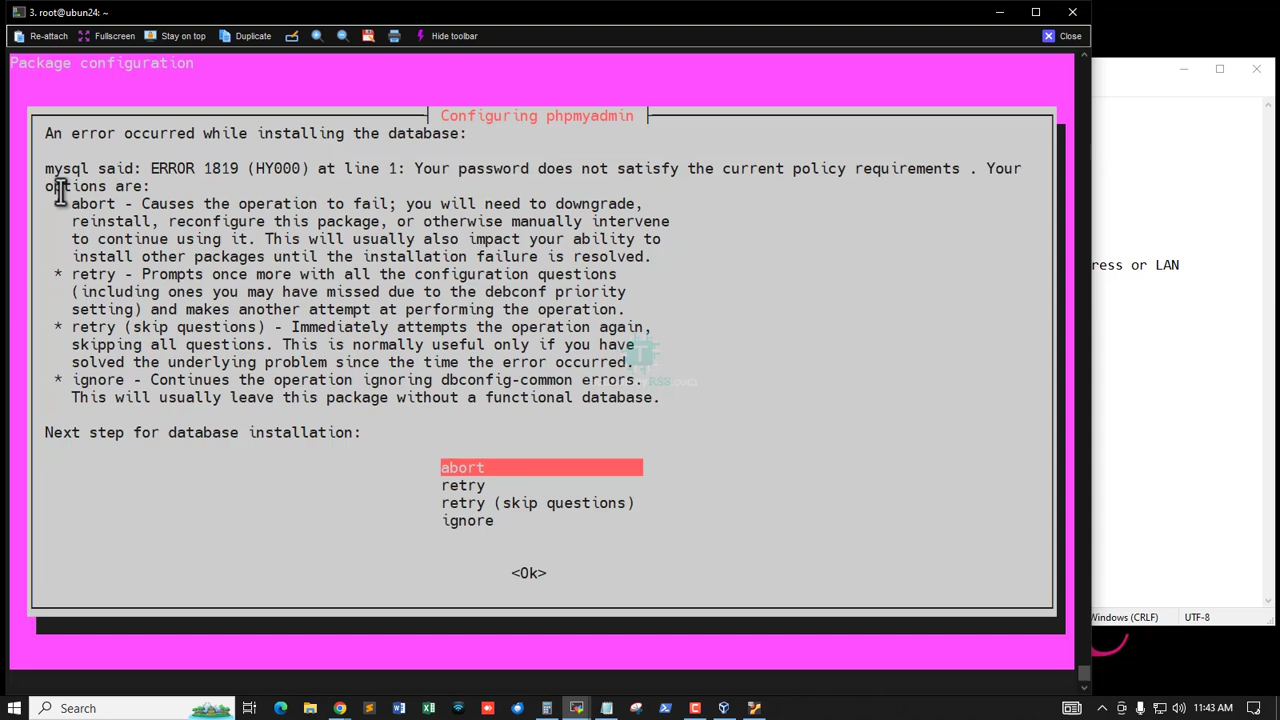 3. root@ubun24: ~
Re-attach Fullscreen Stay on top Duplicate Hide toolbar Close
Package configuration
Configuring phpmyadmin
An error occurred while installing the database:
mysql said: ERROR 1819 (HY000) at line 1: Your password does not satisfy the current policy requirements . Your
options are:
abort - Causes the operation to fail; you will need to downgrade,
reinstall, reconfigure this package, or otherwise manually intervene
to continue using it. This will usually also impact your ability to
install other packages until the installation failure is resolved.
* retry - Prompts once more with all the configuration questions
(including ones you may have missed due to the debconf priority
setting) and makes another attempt at performing the operation.
* retry (skip questions) - Immediately attempts the operation again,
skipping all questions. This is normally useful only if you have
solved the underlying problem since the time the error occurred.
* ignore - Continues the operation ignoring dbconfig-common errors.
This will usually leave this package without a functional database.
Next step for database installation:
abort
retry
retry (skip questions)
ignore
<Ok>
ress or LAN
Windows (CRLF) UTF-8
Search
11:43 AM